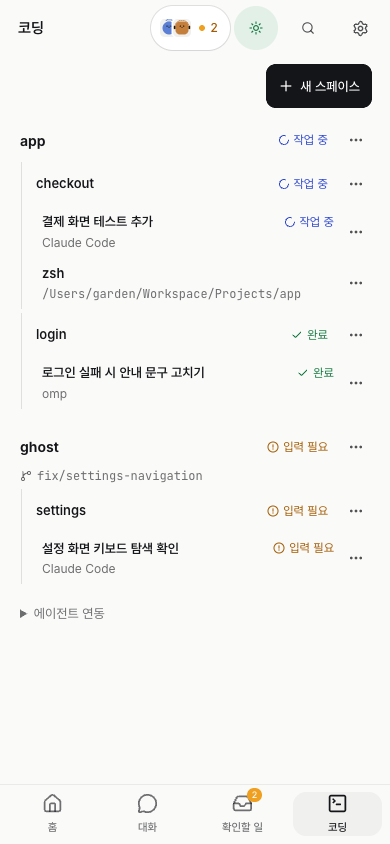 코딩
2
새 스페이스
app 작업 중
checkout 작업 중
결제 화면 테스트 추가 작업 중
Claude Code
zsh
/Users/garden/Workspace/Projects/app
login 완료
로그인 실패 시 안내 문구 고치기 완료
omp
ghost 입력 필요
fix/settings-navigation
settings 입력 필요
설정 화면 키보드 탐색 확인 입력 필요
Claude Code
에이전트 연동
2
홈 대화 확인할 일 코딩